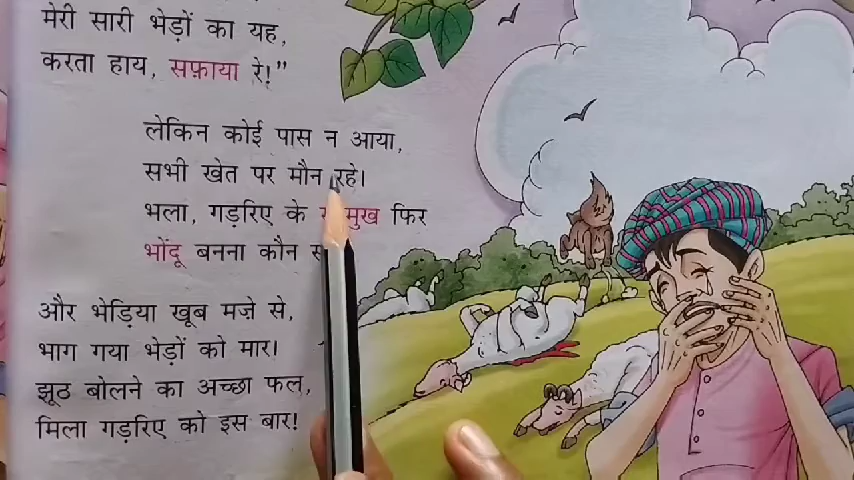 मेरी सारी भेड़ों का यह,
करता हाय, सफ़ाया रे!”
लेकिन कोई पास न आया,
सभी खेत पर मौन रहे।
भला, गड़रिए के फिर
भोंदू बनना कौन
और भेड़िया खूब मज़े से,
भाग गया भेड़ों को मार।
झूठ बोलने का अच्छा फल,
मिला गड़रिए को इस बार!